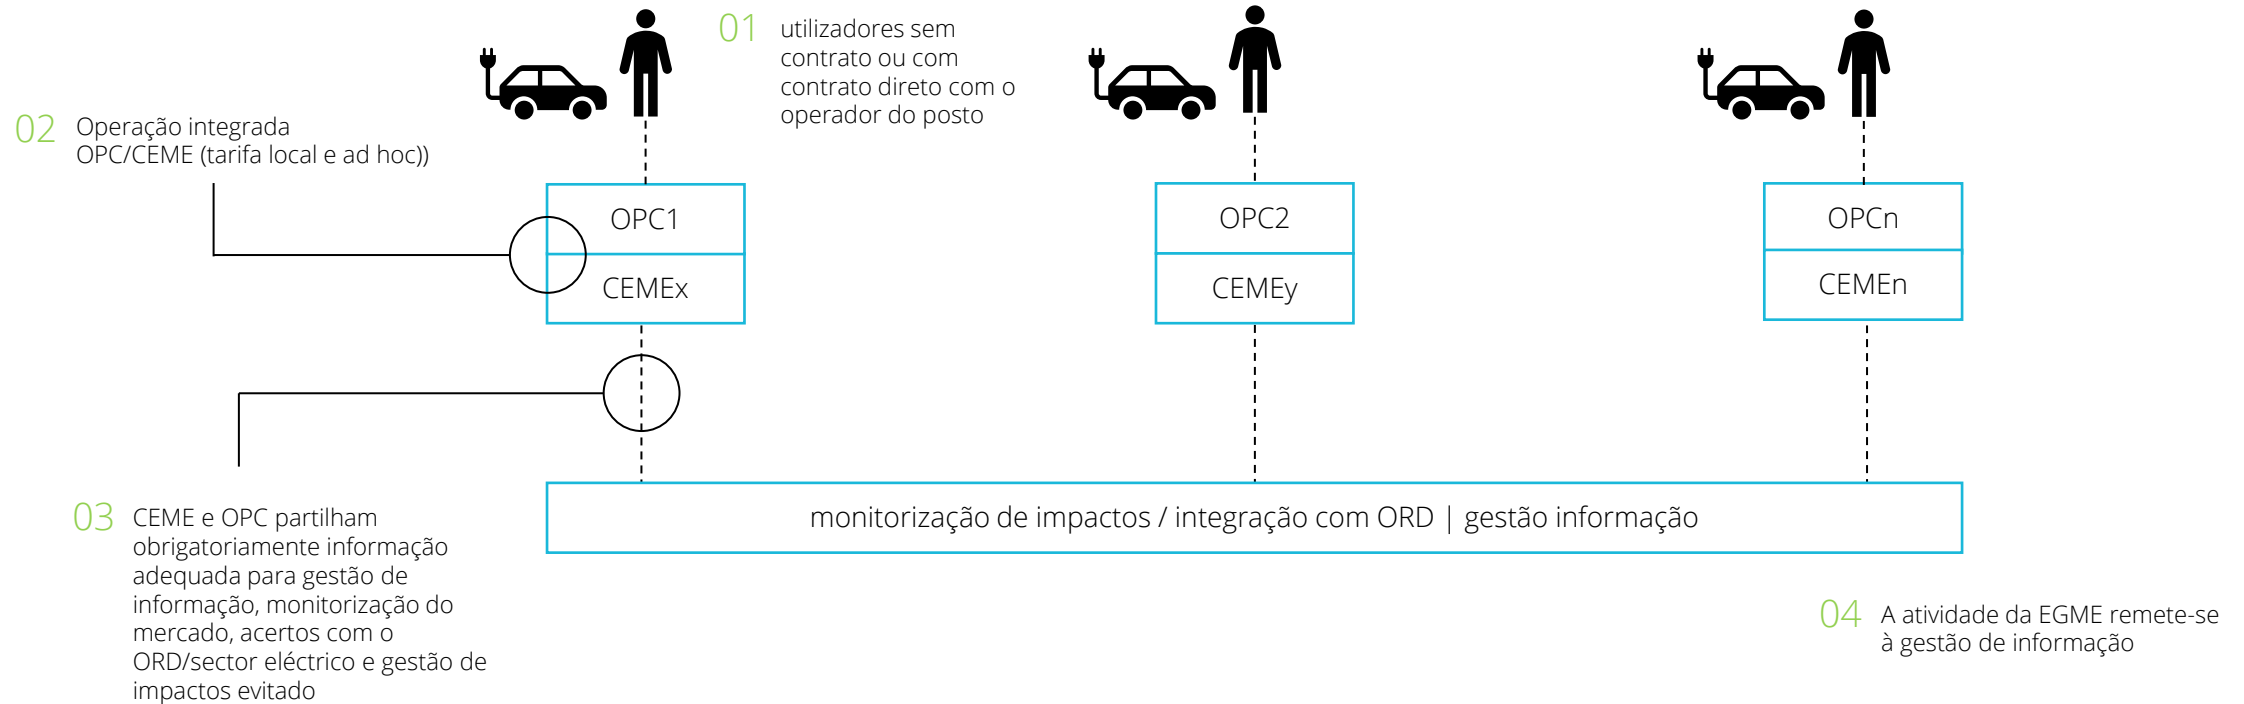 01
utilizadores sem
contrato ou com
contrato direto com o
operador do posto
02
Operação integrada
OPC/CEME (tarifa local e ad hoc))
OPC1
CEMEx
OPC2
CEMEy
OPCn
CEMEn
monitorização de impactos / integração com ORD | gestão informação
03
CEME e OPC partilham
obrigatoriamente informação
adequada para gestão de
informação, monitorização do
mercado, acertos com o
ORD/sector eléctrico e gestão de
impactos evitado
04
A atividade da EGME remete-se
à gestão de informação